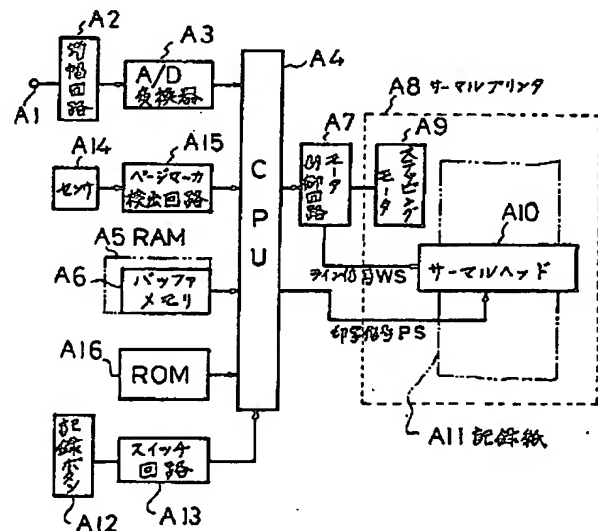 A2
増幅回路
A1
A3
A/D
変換器
A4
CPU
A14
センサ
A15
ページマーカ
検出回路
A5 RAM
A6
バッファ
メモリ
A16
ROM
記録ボタン
A12
スイッチ
回路
A13
A7
モータ
制御回路
A8 サーマルプリンタ
A9
ステッピング
モータ
A10
サーマルヘッド
ライン信号WS
印字信号PS
A11 記録紙